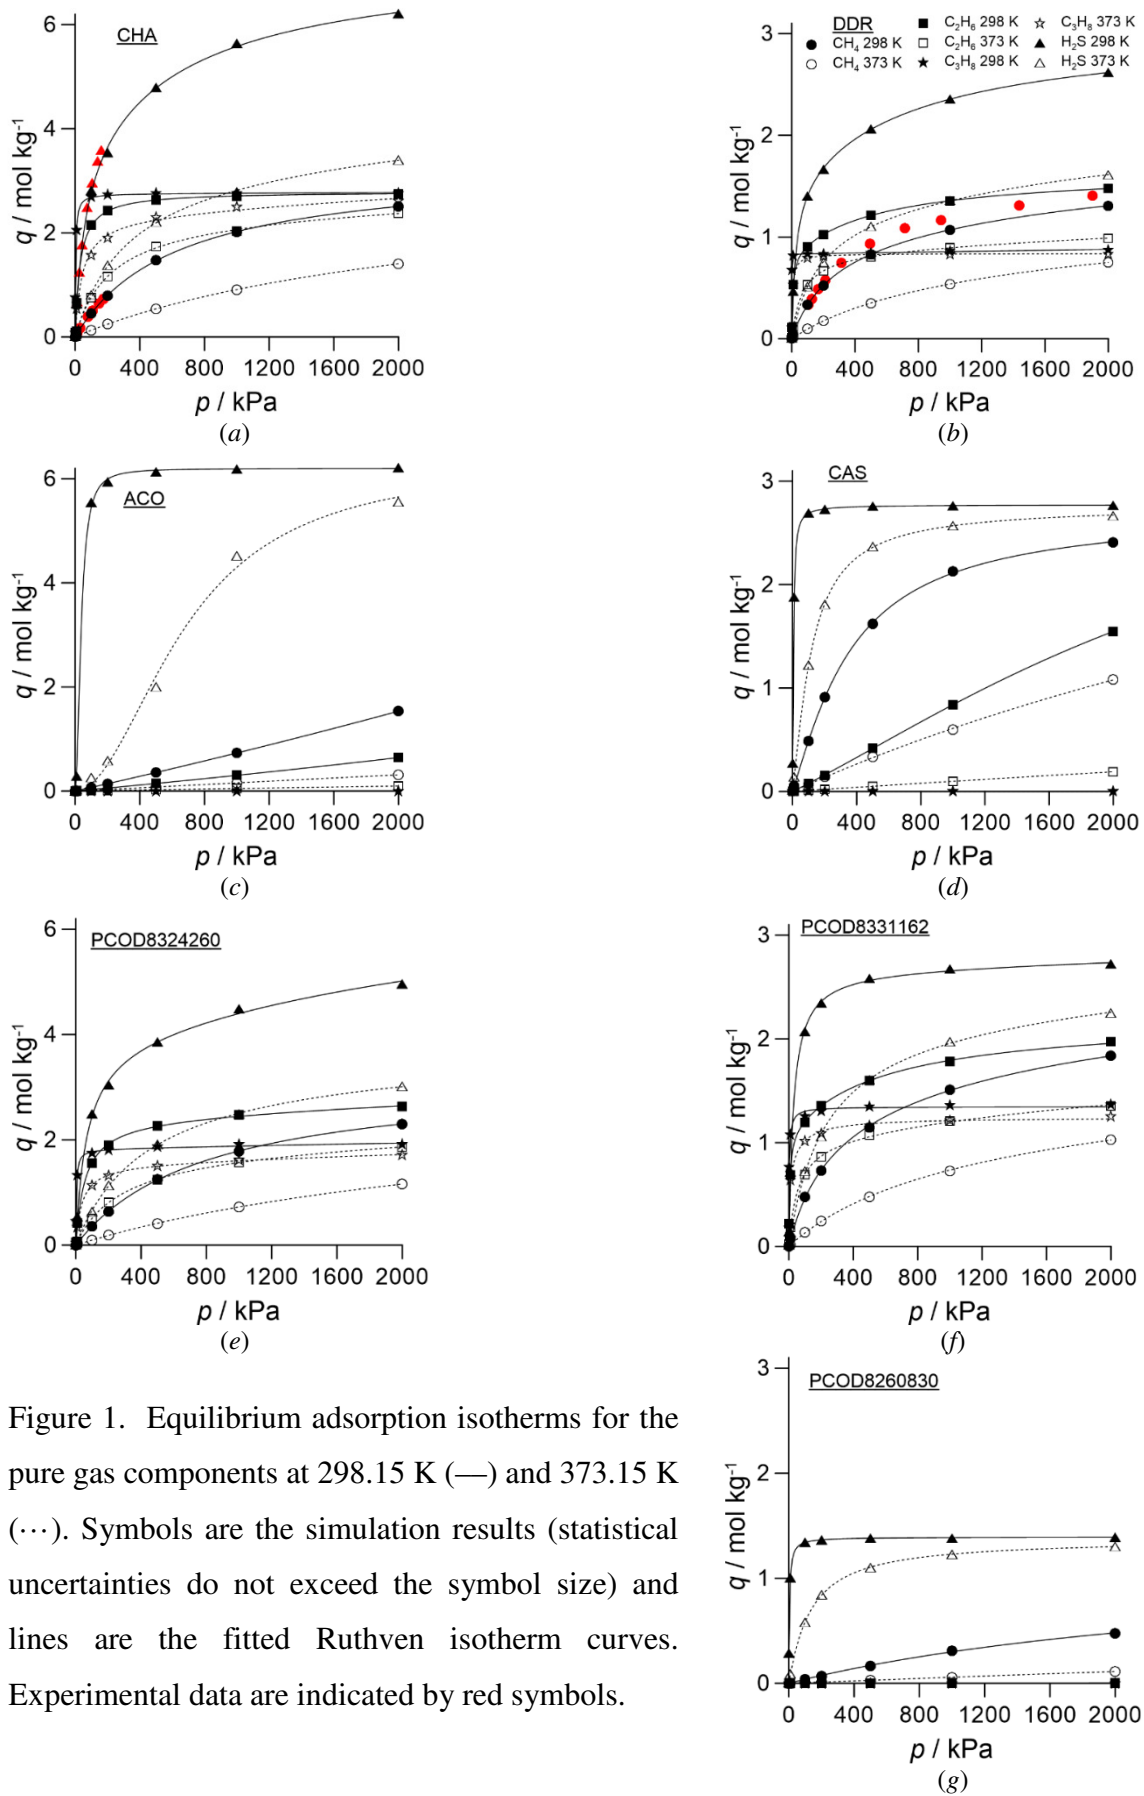 CHA
6
4
2
0
q / mol kg-1
0 400 800 1200 1600 2000
p / kPa
(a)
DDR
CH4 298 K
CH4 373 K
C2H6 298 K
C2H6 373 K
C3H8 298 K
C3H8 373 K
H2S 298 K
H2S 373 K
3
2
1
0
q / mol kg-1
0 400 800 1200 1600 2000
p / kPa
(b)
ACO
6
4
2
0
q / mol kg-1
0 400 800 1200 1600 2000
p / kPa
(c)
CAS
3
2
1
0
q / mol kg-1
0 400 800 1200 1600 2000
p / kPa
(d)
PCOD8324260
6
4
2
0
q / mol kg-1
0 400 800 1200 1600 2000
p / kPa
(e)
PCOD8331162
3
2
1
0
q / mol kg-1
0 400 800 1200 1600 2000
p / kPa
(f)
PCOD8260830
3
2
1
0
q / mol kg-1
0 400 800 1200 1600 2000
p / kPa
(g)
Figure 1. Equilibrium adsorption isotherms for the
pure gas components at 298.15 K (—) and 373.15 K
(···). Symbols are the simulation results (statistical
uncertainties do not exceed the symbol size) and
lines are the fitted Ruthven isotherm curves.
Experimental data are indicated by red symbols.